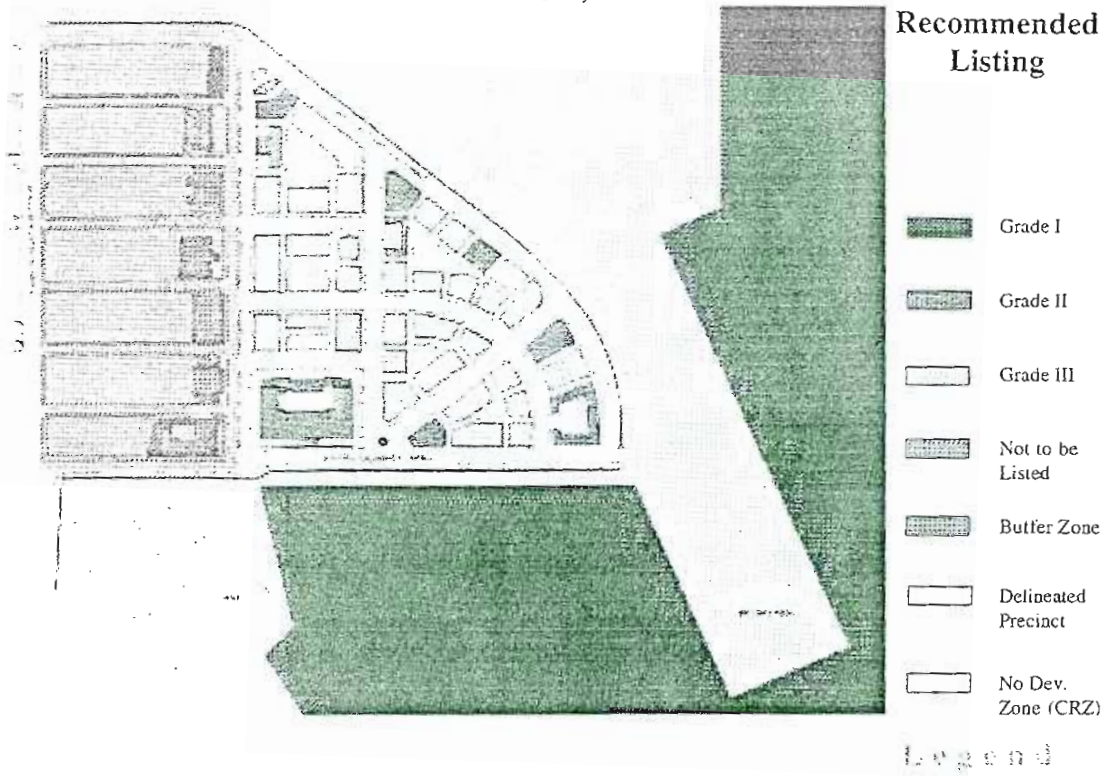 Recommended
Listing
Grade I
Grade II
Grade III
Not to be
Listed
Buffer Zone
Delineated
Precinct
No Dev.
Zone (CRZ)
Legend